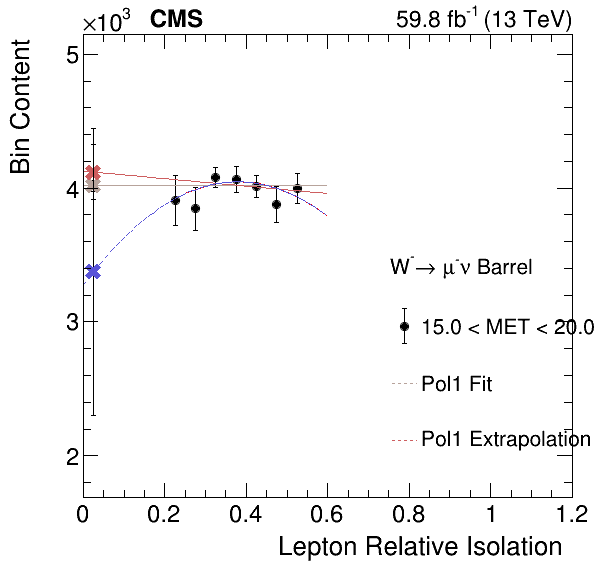 ×10³ CMS 59.8 fb⁻¹ (13 TeV)
Bin Content
5
4
3
2
W⁻→ μ⁻ν Barrel
15.0 < MET < 20.0
Pol1 Fit
Pol1 Extrapolation
0 0.2 0.4 0.6 0.8 1 1.2
Lepton Relative Isolation